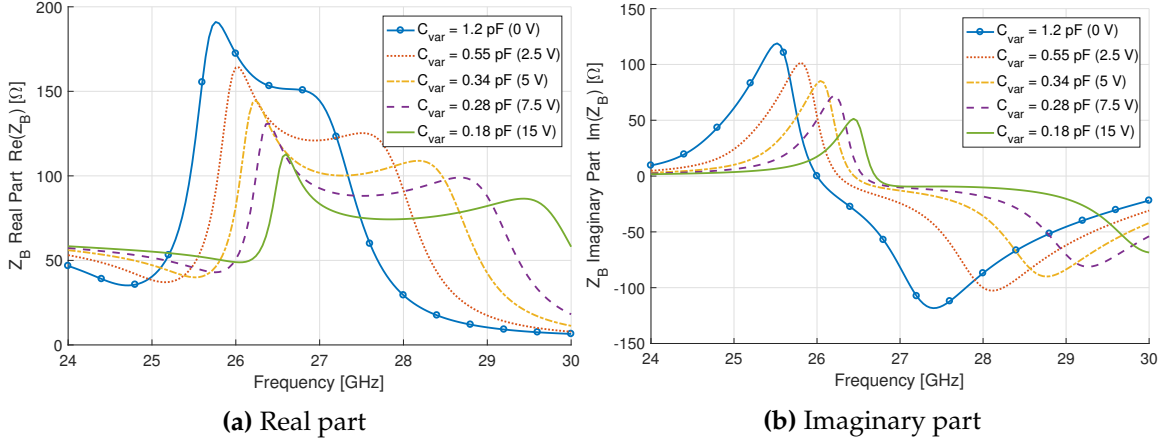 200
150
100
50
0
24
25
26
27
28
29
30
Z_B Real Part Re(Z_B) [Ω]
Frequency [GHz]
C_var = 1.2 pF (0 V)
C_var = 0.55 pF (2.5 V)
C_var = 0.34 pF (5 V)
C_var = 0.28 pF (7.5 V)
C_var = 0.18 pF (15 V)
(a) Real part
150
100
50
0
-50
-100
-150
24
25
26
27
28
29
30
Z_B Imaginary Part Im(Z_B) [Ω]
Frequency [GHz]
C_var = 1.2 pF (0 V)
C_var = 0.55 pF (2.5 V)
C_var = 0.34 pF (5 V)
C_var = 0.28 pF (7.5 V)
C_var = 0.18 pF (15 V)
(b) Imaginary part